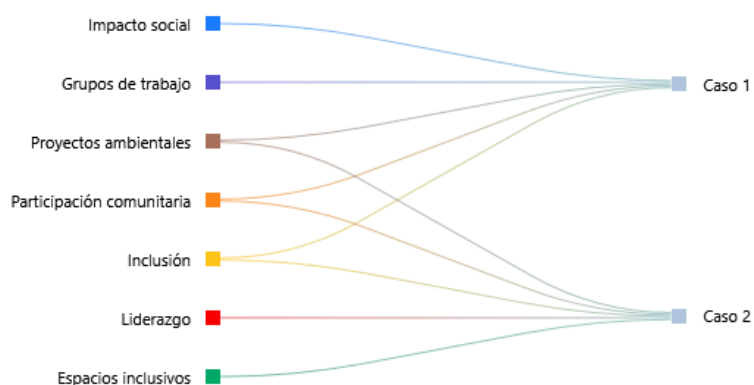 Impacto social
Grupos de trabajo
Proyectos ambientales
Participación comunitaria
Inclusión
Liderazgo
Espacios inclusivos
Caso 1
Caso 2